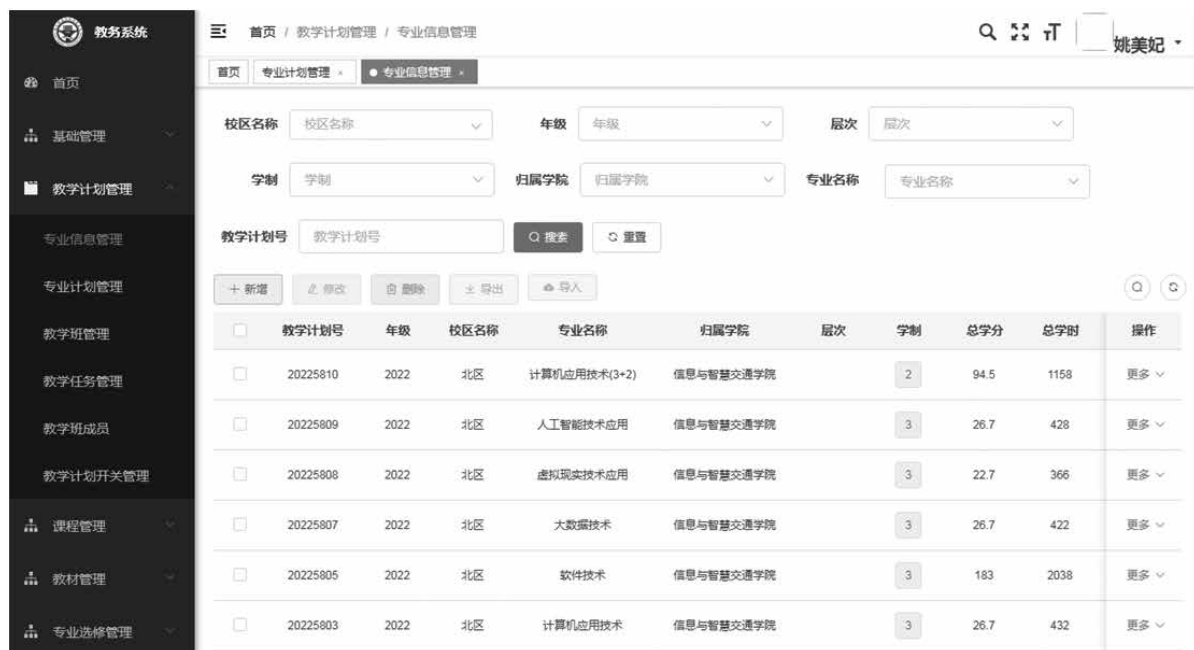 教务系统
首页 / 教学计划管理 / 专业信息管理
姚美妃
首页 专业计划管理 × 专业信息管理 ×
首页
基础管理
教学计划管理
专业信息管理
专业计划管理
教学班管理
教学任务管理
教学班成员
教学计划开关管理
课程管理
教材管理
专业选修管理
校区名称 校区名称 年级 年级 层次 层次
学制 学制 归属学院 归属学院 专业名称 专业名称
教学计划号 教学计划号 搜索 重置
新增 修改 删除 导出 导入
教学计划号 年级 校区名称 专业名称 归属学院 层次 学制 总学分 总学时 操作
20225810 2022 北区 计算机应用技术(3+2) 信息与智慧交通学院 2 94.5 1158 更多
20225809 2022 北区 人工智能技术应用 信息与智慧交通学院 3 26.7 428 更多
20225808 2022 北区 虚拟现实技术应用 信息与智慧交通学院 3 22.7 366 更多
20225807 2022 北区 大数据技术 信息与智慧交通学院 3 26.7 422 更多
20225805 2022 北区 软件技术 信息与智慧交通学院 3 183 2038 更多
20225803 2022 北区 计算机应用技术 信息与智慧交通学院 3 26.7 432 更多